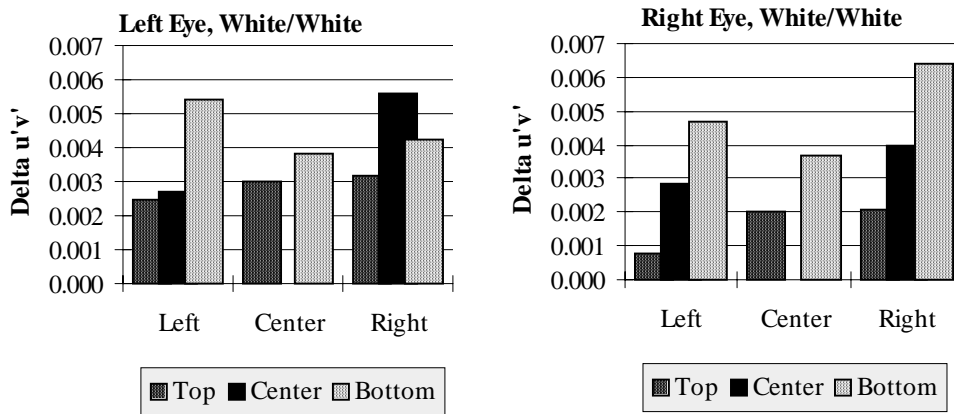 Left Eye, White/White
0.007
0.006
0.005
0.004
0.003
0.002
0.001
0.000
Delta u'v'
Left Center Right
Top Center Bottom
Right Eye, White/White
0.007
0.006
0.005
0.004
0.003
0.002
0.001
0.000
Delta u'v'
Left Center Right
Top Center Bottom